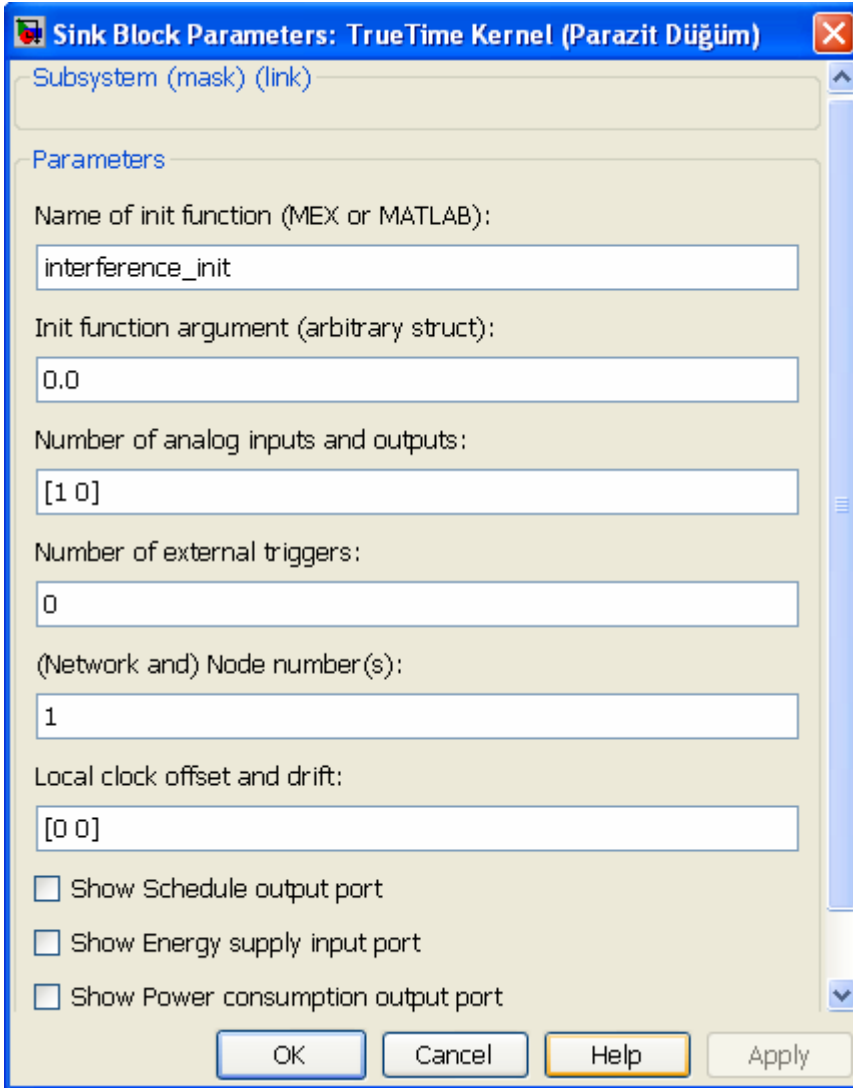 Sink Block Parameters: TrueTime Kernel (Parazit Düğüm)
Subsystem (mask) (link)
Parameters
Name of init function (MEX or MATLAB):
interference_init
Init function argument (arbitrary struct):
0.0
Number of analog inputs and outputs:
[1 0]
Number of external triggers:
0
(Network and) Node number(s):
1
Local clock offset and drift:
[0 0]
Show Schedule output port
Show Energy supply input port
Show Power consumption output port
OK Cancel Help Apply